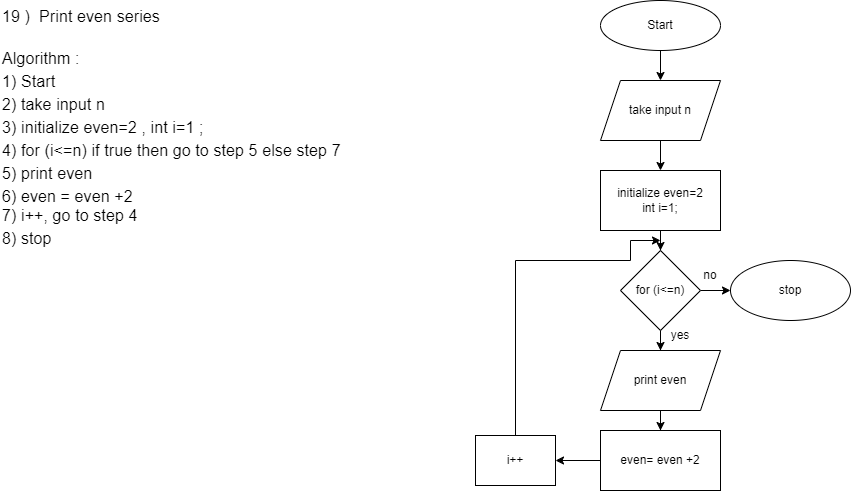 19 ) Print even series
Algorithm :
1) Start
2) take input n
3) initialize even=2 , int i=1 ;
4) for (i<=n) if true then go to step 5 else step 7
5) print even
6) even = even +2
7) i++, go to step 4
8) stop
Start
take input n
initialize even=2
int i=1;
for (i<=n)
no
stop
yes
print even
even= even +2
i++